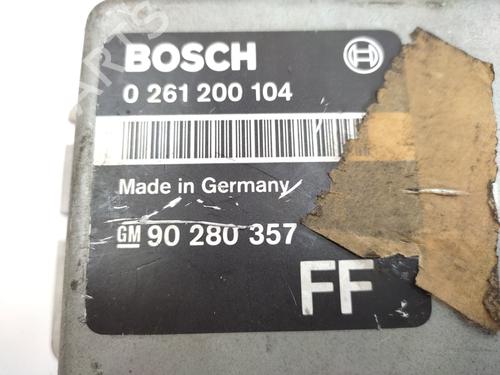 BOSCH
0 261 200 104
Made in Germany
GM 90 280 357
FF